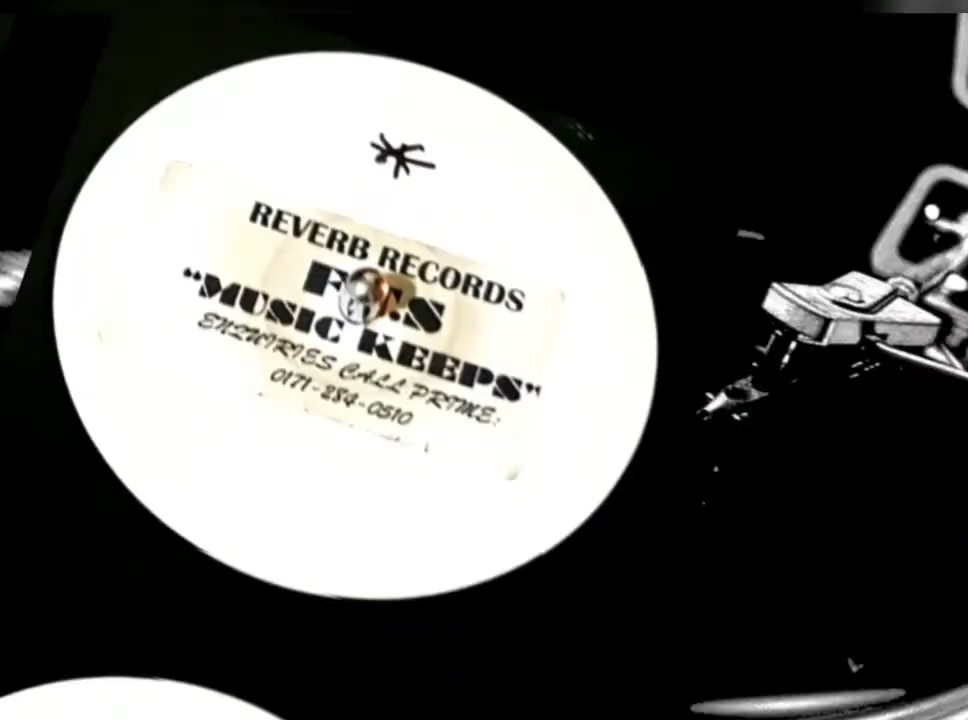 REVERB RECORDS
"MUSIC KEEPS"
ENQUIRIES CALL PRIME:
0171-284-0510